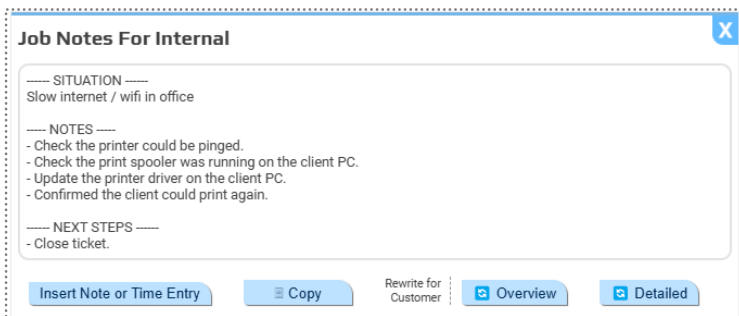 Job Notes For Internal
X
------ SITUATION ------
Slow internet / wifi in office
----- NOTES -----
- Check the printer could be pinged.
- Check the print spooler was running on the client PC.
- Update the printer driver on the client PC.
- Confirmed the client could print again.
------ NEXT STEPS ------
- Close ticket.
Insert Note or Time Entry
Copy
Rewrite for
Customer
Overview
Detailed